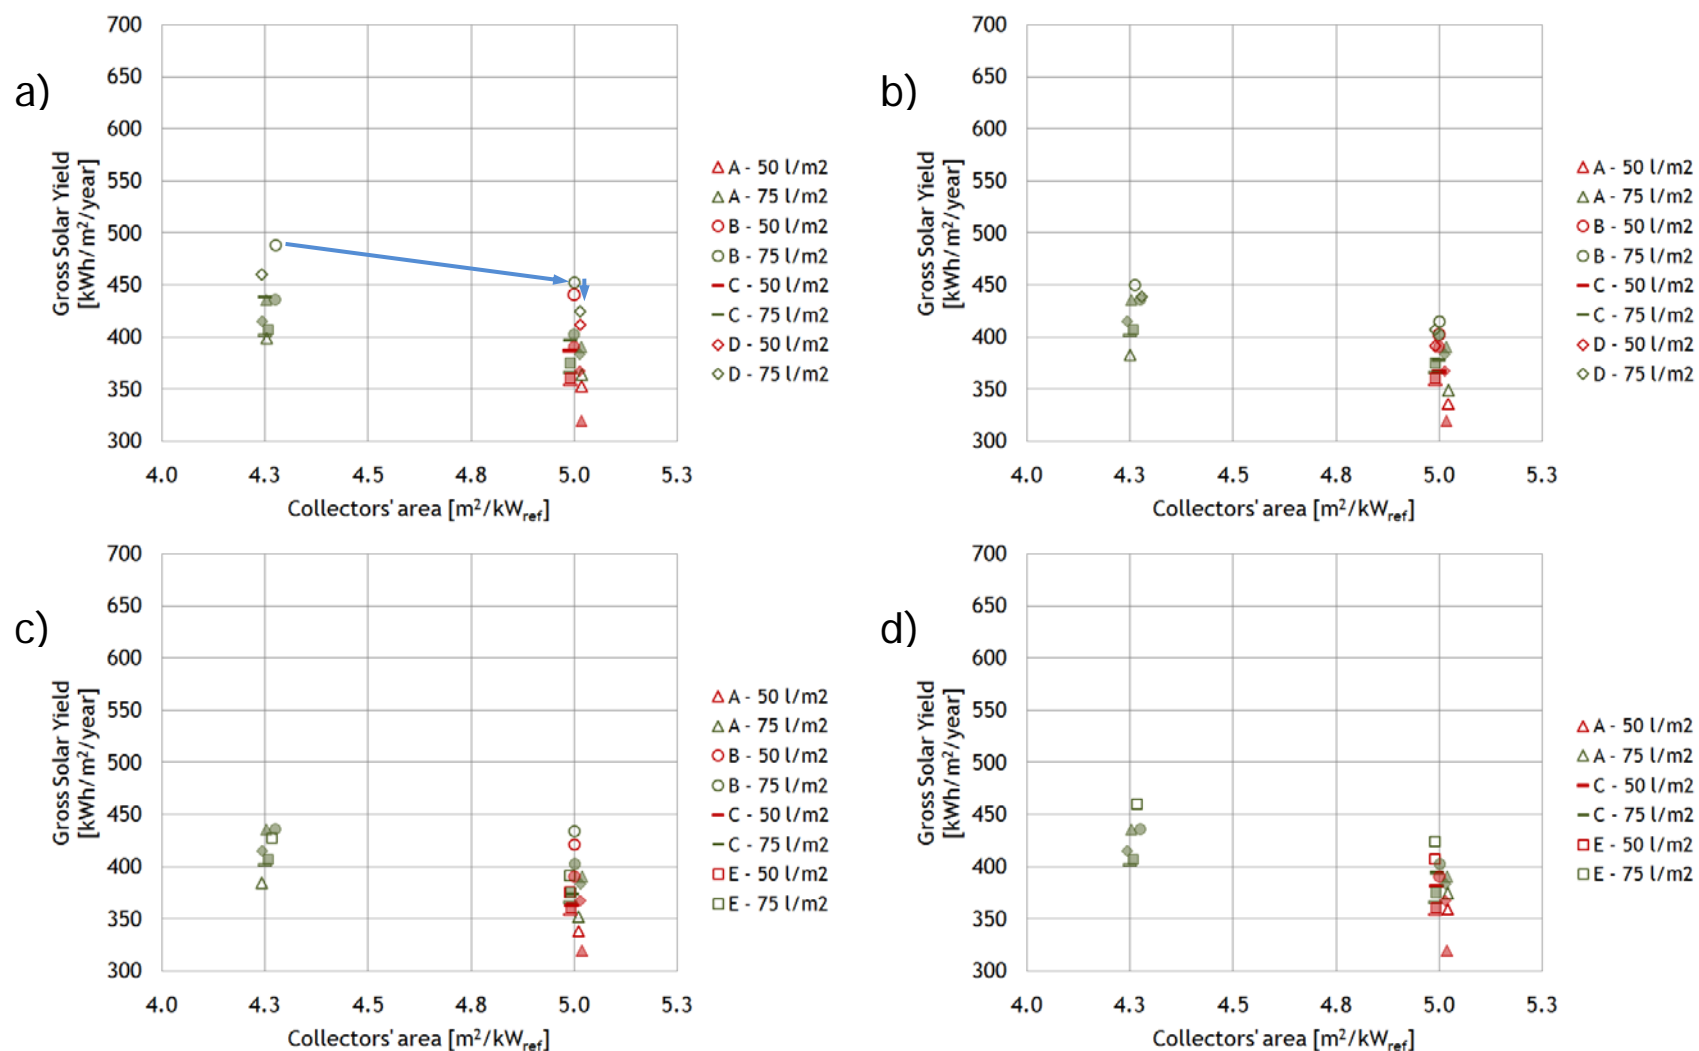 a)
Gross Solar Yield
[kWh/m²/year]
700
650
600
550
500
450
400
350
300
4.0 4.3 4.5 4.8 5.0 5.3
Collectors' area [m²/kWref]
A - 50 l/m2
A - 75 l/m2
B - 50 l/m2
B - 75 l/m2
C - 50 l/m2
C - 75 l/m2
D - 50 l/m2
D - 75 l/m2
b)
Gross Solar Yield
[kWh/m²/year]
700
650
600
550
500
450
400
350
300
4.0 4.3 4.5 4.8 5.0 5.3
Collectors' area [m²/kWref]
A - 50 l/m2
A - 75 l/m2
B - 50 l/m2
B - 75 l/m2
C - 50 l/m2
C - 75 l/m2
D - 50 l/m2
D - 75 l/m2
c)
Gross Solar Yield
[kWh/m²/year]
700
650
600
550
500
450
400
350
300
4.0 4.3 4.5 4.8 5.0 5.3
Collectors' area [m²/kWref]
A - 50 l/m2
A - 75 l/m2
B - 50 l/m2
B - 75 l/m2
C - 50 l/m2
C - 75 l/m2
E - 50 l/m2
E - 75 l/m2
d)
Gross Solar Yield
[kWh/m²/year]
700
650
600
550
500
450
400
350
300
4.0 4.3 4.5 4.8 5.0 5.3
Collectors' area [m²/kWref]
A - 50 l/m2
A - 75 l/m2
C - 50 l/m2
C - 75 l/m2
E - 50 l/m2
E - 75 l/m2